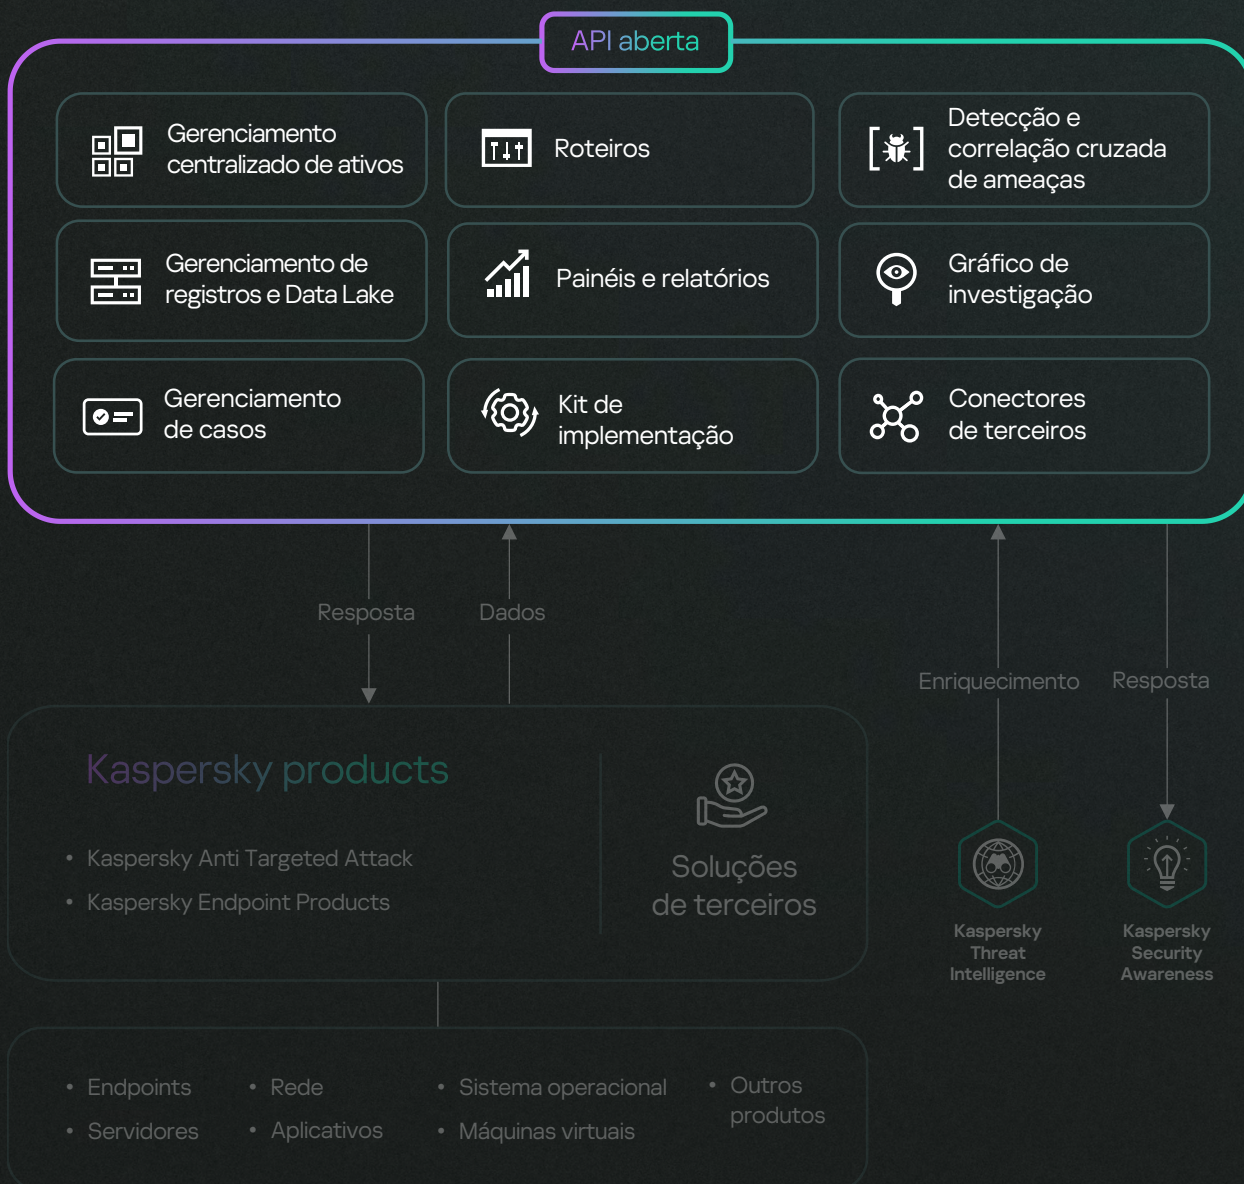 API aberta
Gerenciamento
centralizado de ativos
Roteiros
Detecção e
correlação cruzada
de ameaças
Gerenciamento de
registros e Data Lake
Painéis e relatórios
Gráfico de
investigação
Gerenciamento
de casos
Kit de
implementação
Conectores
de terceiros
Resposta
Dados
Enriquecimento
Resposta
Kaspersky products
• Kaspersky Anti Targeted Attack
• Kaspersky Endpoint Products
Soluções
de terceiros
Kaspersky
Threat
Intelligence
Kaspersky
Security
Awareness
• Endpoints
• Servidores
• Rede
• Aplicativos
• Sistema operacional
• Máquinas virtuais
• Outros
produtos